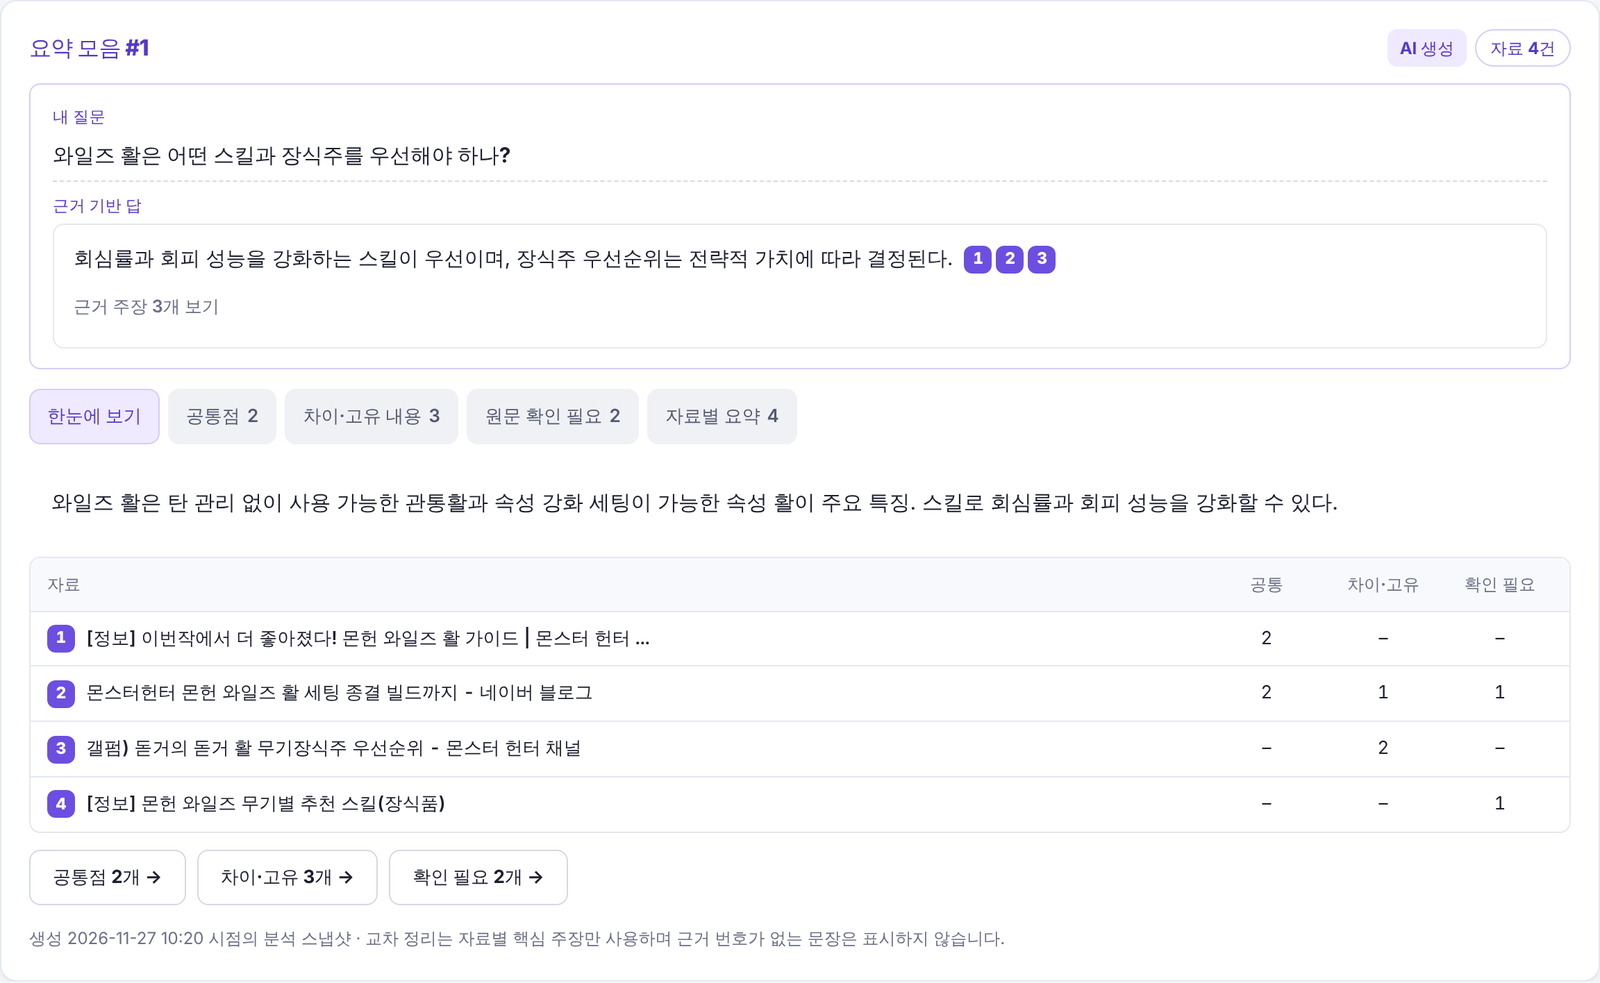 요약 모음 #1
AI 생성
자료 4건
내 질문
와일즈 활은 어떤 스킬과 장식주를 우선해야 하나?
근거 기반 답
회심률과 회피 성능을 강화하는 스킬이 우선이며, 장식주 우선순위는 전략적 가치에 따라 결정된다. 1 2 3
근거 주장 3개 보기
한눈에 보기
공통점 2
차이·고유 내용 3
원문 확인 필요 2
자료별 요약 4
와일즈 활은 탄 관리 없이 사용 가능한 관통활과 속성 강화 세팅이 가능한 속성 활이 주요 특징. 스킬로 회심률과 회피 성능을 강화할 수 있다.
자료 공통 차이·고유 확인 필요
1 [정보] 이번작에서 더 좋아졌다! 몬헌 와일즈 활 가이드 | 몬스터 헌터 ... 2 – –
2 몬스터헌터 몬헌 와일즈 활 세팅 종결 빌드까지 - 네이버 블로그 2 1 1
3 갤펌) 돋거의 돋거 활 무기장식주 우선순위 - 몬스터 헌터 채널 – 2 –
4 [정보] 몬헌 와일즈 무기별 추천 스킬(장식품) – – 1
공통점 2개 →
차이·고유 3개 →
확인 필요 2개 →
생성 2026-11-27 10:20 시점의 분석 스냅샷 · 교차 정리는 자료별 핵심 주장만 사용하며 근거 번호가 없는 문장은 표시하지 않습니다.